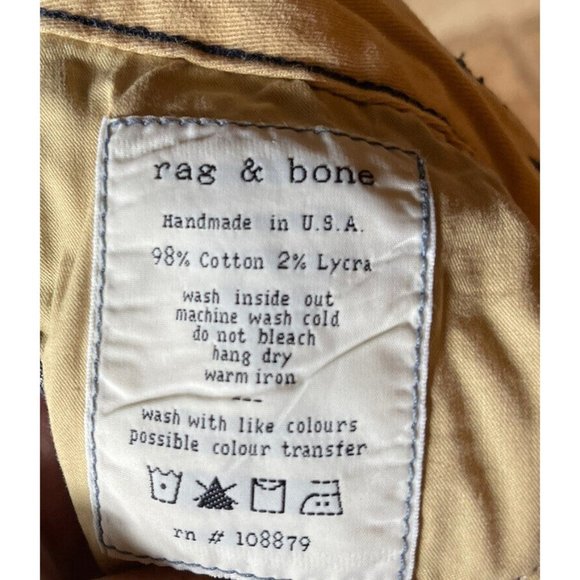 rag & bone
Handmade in U.S.A.
98% Cotton 2% Lycra
wash inside out
machine wash cold
do not bleach
hang dry
warm iron
---
wash with like colours
possible colour transfer
rn # 108879